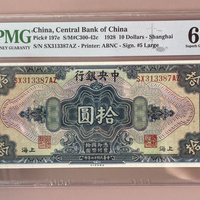 PMG
China, Central Bank of China
Pick# 197e S/M#C300-42c 1928 10 Dollars - Shanghai
S/N SX313387AZ - Printer: ABNC - Sign. #5 Large
6
SX313387AZ
中央銀行
SX313387AZ
拾圓
上海
上海